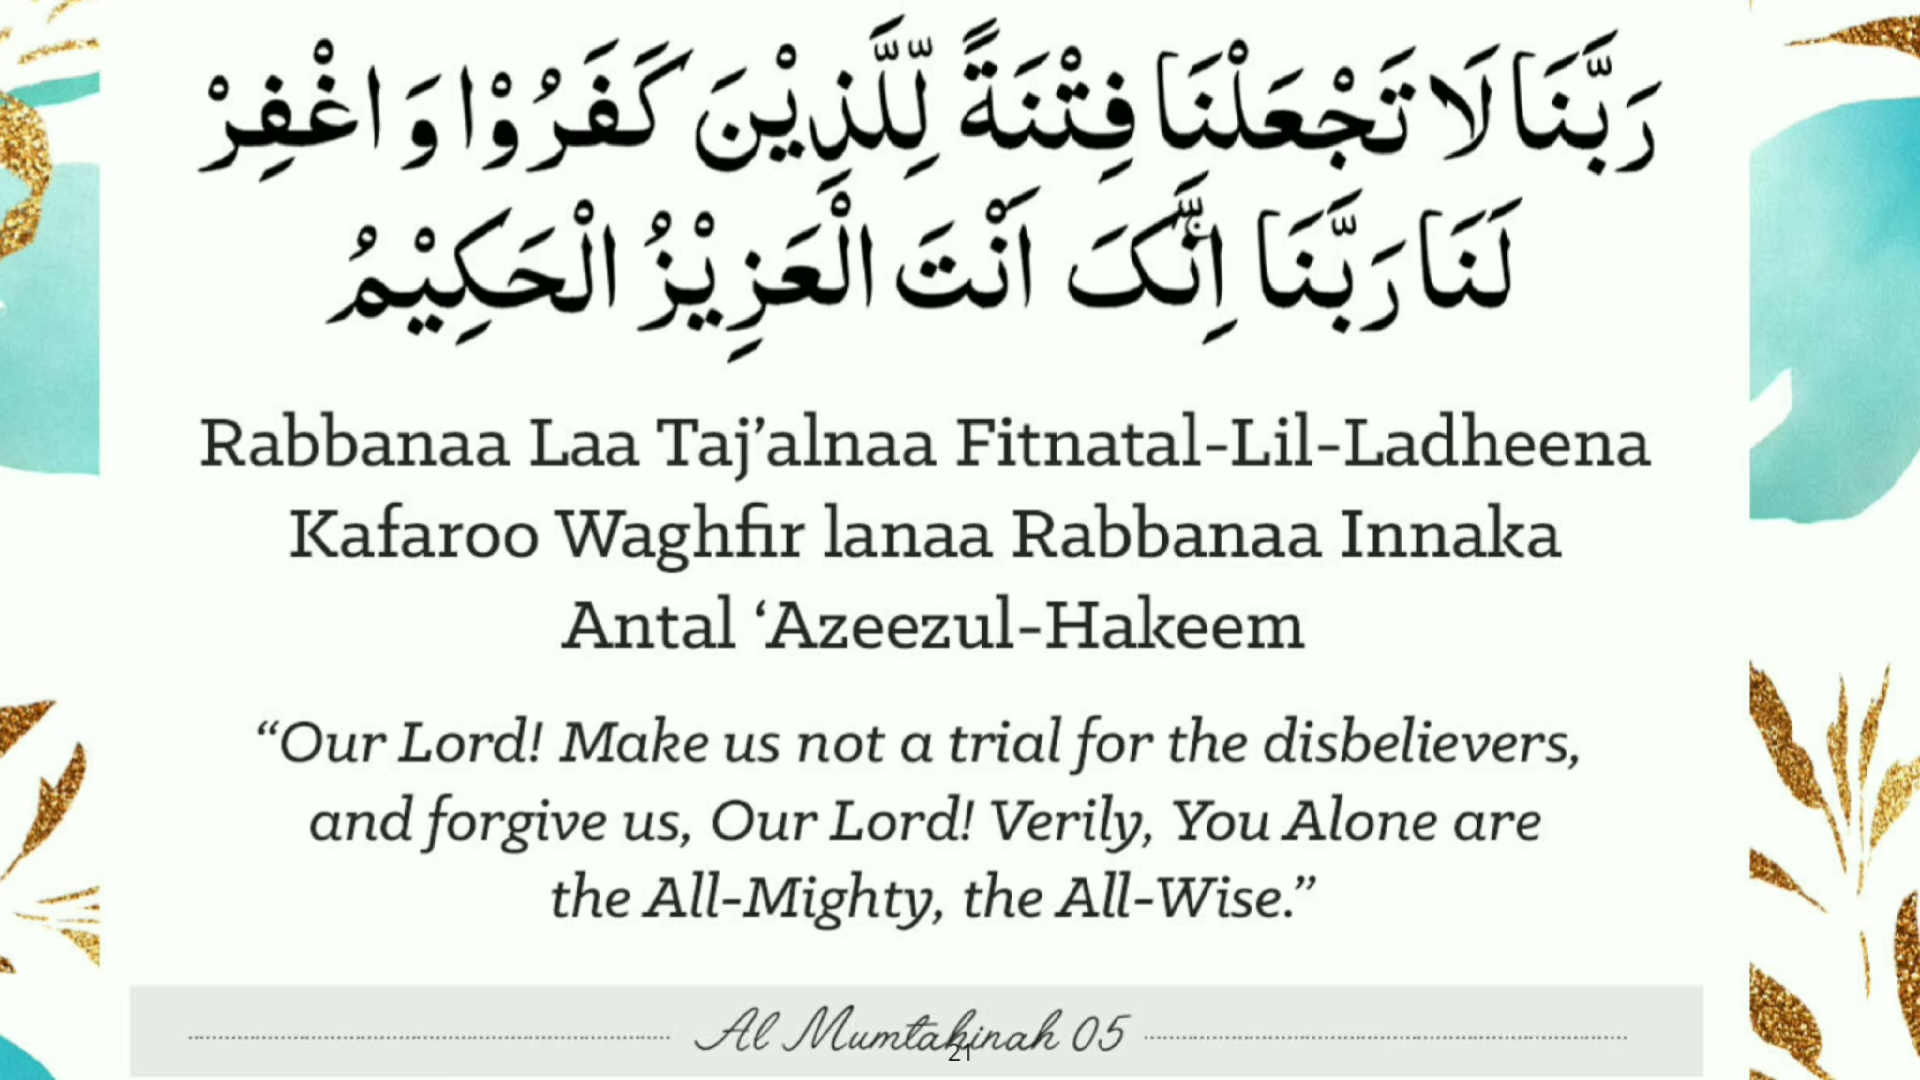 رَبَّنَا لَا تَجْعَلْنَا فِتْنَةً لِّلَّذِيْنَ كَفَرُوْا وَ اغْفِرْ
لَنَا رَبَّنَا اِنَّکَ اَنْتَ الْعَزِيْزُ الْحَكِيْمُ
Rabbanaa Laa Taj’alnaa Fitnatal-Lil-Ladheena
Kafaroo Waghfir lanaa Rabbanaa Innaka
Antal ‘Azeezul-Hakeem
“Our Lord! Make us not a trial for the disbelievers,
and forgive us, Our Lord! Verily, You Alone are
the All-Mighty, the All-Wise.”
Al Mumtahinah 05
21